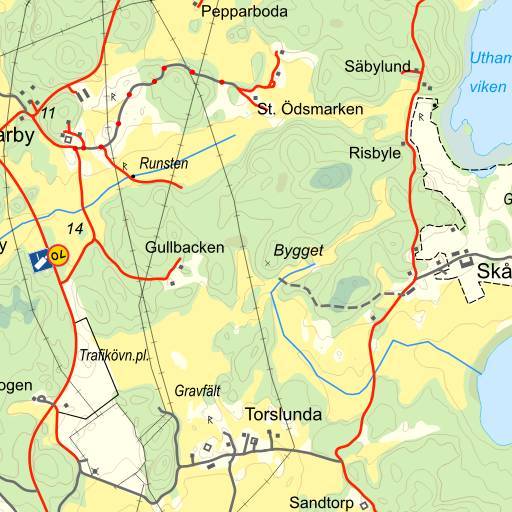 Pepparboda
Utham
viken
Säbylund
St. Ödsmarken
11
arby
Risbyle
Runsten
14
Gullbacken
Bygget
OL
Skå
Trafikövn.pl.
ogen
Gravfält
Torslunda
Sandtorp